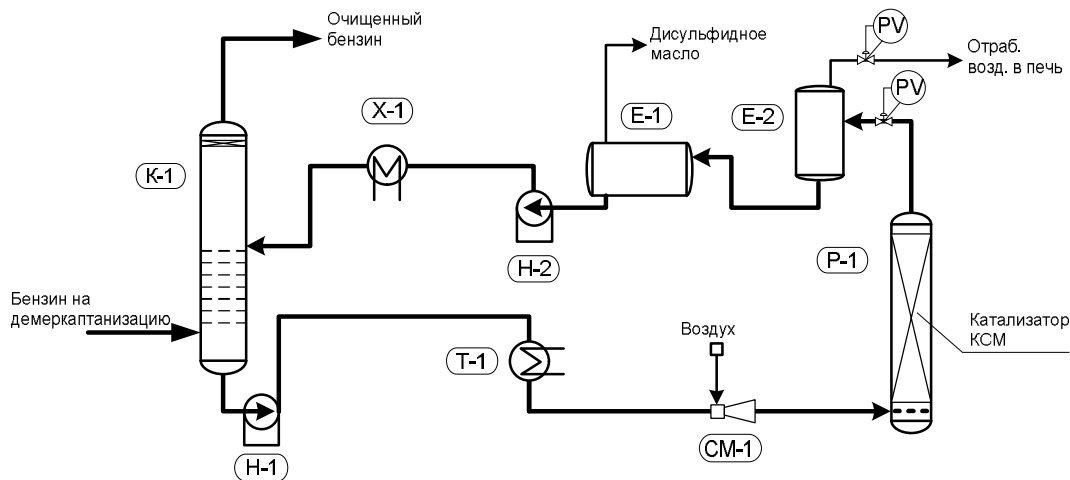 Очищенный
бензин
Дисульфидное
масло
PV
Отраб.
возд. в печь
PV
Х-1
Е-1
Е-2
К-1
Н-2
Р-1
Бензин на
демеркаптанизацию
Воздух
Катализатор
КСМ
Т-1
СМ-1
Н-1